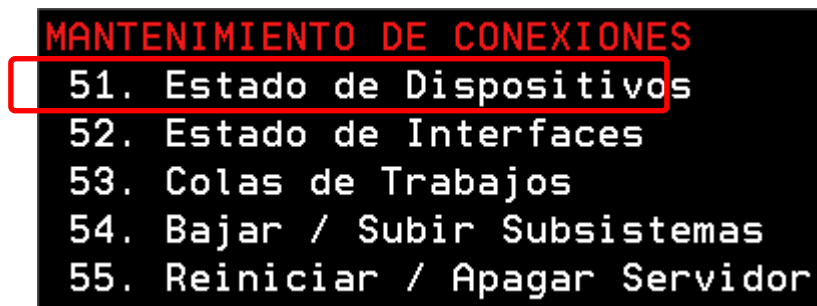 MANTENIMIENTO DE CONEXIONES
51. Estado de Dispositivos
52. Estado de Interfaces
53. Colas de Trabajos
54. Bajar / Subir Subsistemas
55. Reiniciar / Apagar Servidor